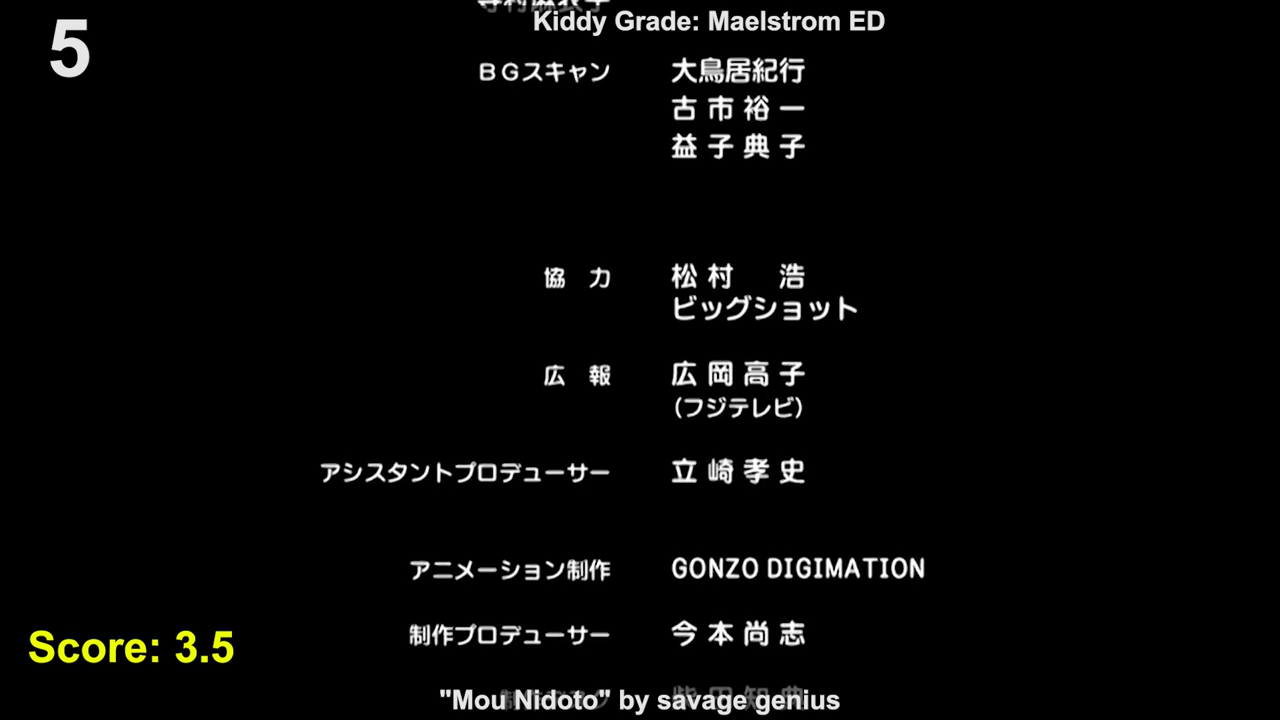 5
Kiddy Grade: Maelstrom ED
BGスキャン 大鳥居紀行
古市裕一
益子典子
協 力 松村 浩
ビッグショット
広 報 広岡高子
(フジテレビ)
アシスタントプロデューサー 立崎孝史
アニメーション制作 GONZO DIGIMATION
制作プロデューサー 今本尚志
Score: 3.5
"Mou Nidoto" by savage genius